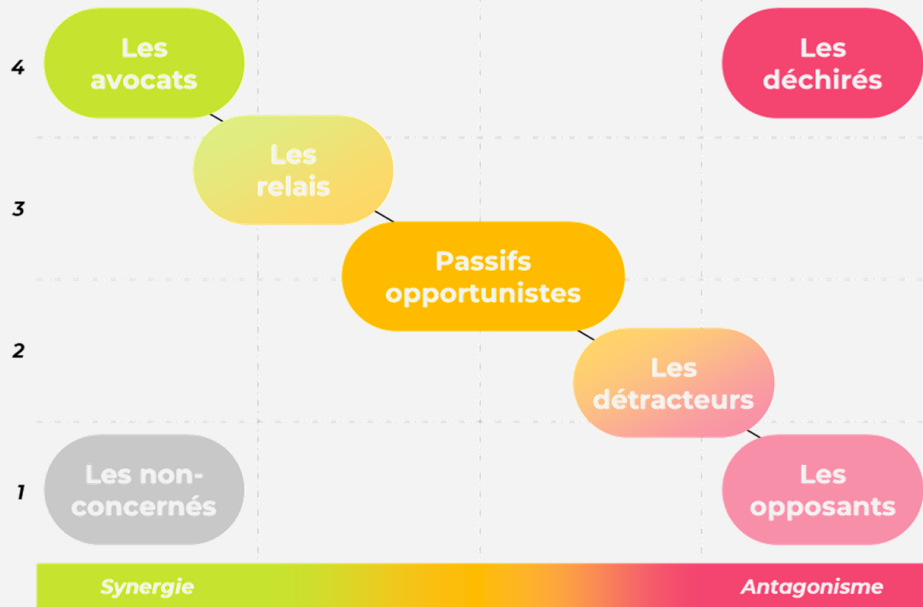 4
Les
avocats
Les
déchirés
Les
relais
3
Passifs
opportunistes
2
Les
détracteurs
1
Les non-
concernés
Les
opposants
Synergie
Antagonisme